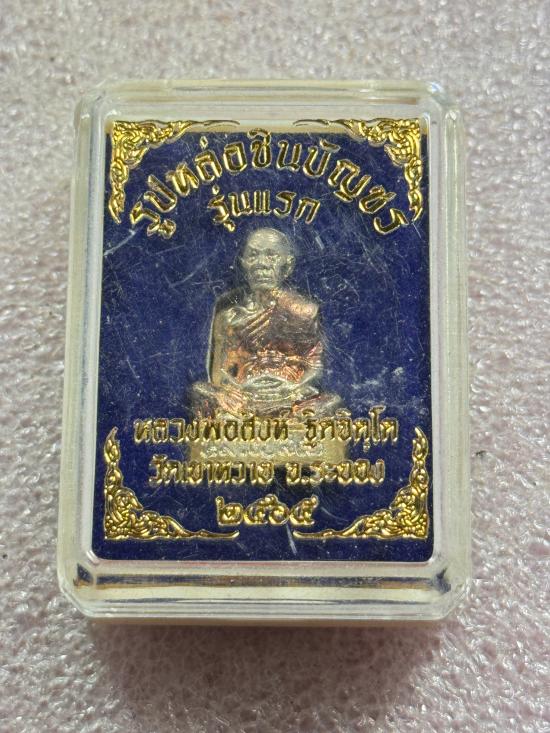 รูปหล่อชินบัญชร
รุ่นแรก
หลวงพ่อสิงห์ ฐิตจิตฺโต
วัดเขาหวาย จ.ระยอง
๒๕๖๕